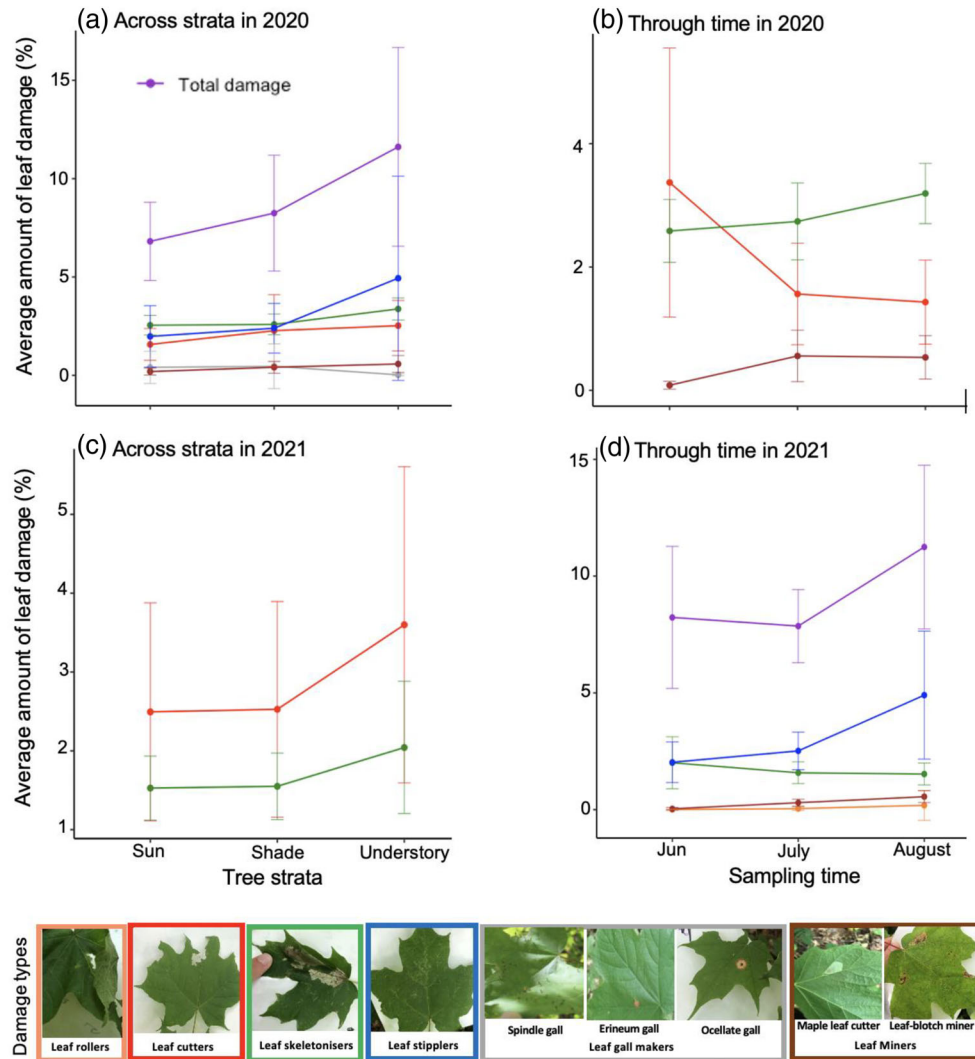 (a) Across strata in 2020
Total damage
Average amount of leaf damage (%)
15
10
5
0
(b) Through time in 2020
4
2
0
(c) Across strata in 2021
Average amount of leaf damage (%)
5
4
3
2
1
Sun Shade Understory
Tree strata
(d) Through time in 2021
15
10
5
0
Jun July August
Sampling time
Damage types
Leaf rollers
Leaf cutters
Leaf skeletonisers
Leaf stipplers
Spindle gall Erineum gall Ocellate gall
Leaf gall makers
Maple leaf cutter Leaf-blotch miner
Leaf Miners